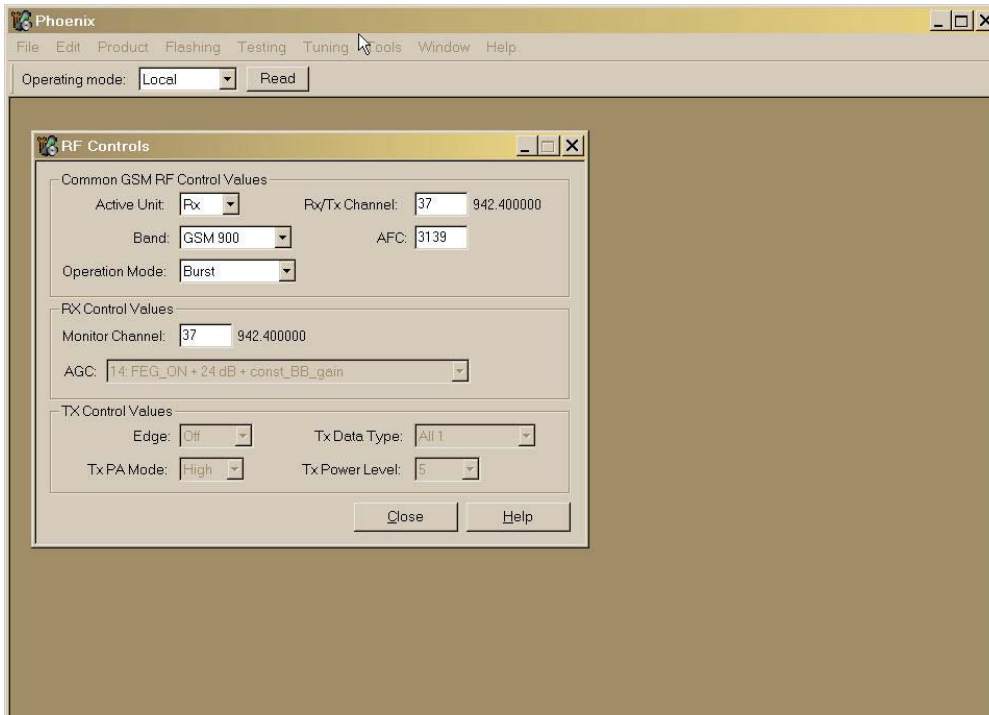 Phoenix
File Edit Product Flashing Testing Tuning Tools Window Help
Operating mode: Local Read
RF Controls
Common GSM RF Control Values
Active Unit: Rx Rx/Tx Channel: 37 942.400000
Band: GSM 900 AFC: 3139
Operation Mode: Burst
RX Control Values
Monitor Channel: 37 942.400000
AGC: 14: FEG_ON + 24 dB + const_BB_gain
TX Control Values
Edge: Off Tx Data Type: All 1
Tx PA Mode: High Tx Power Level: 5
Close Help